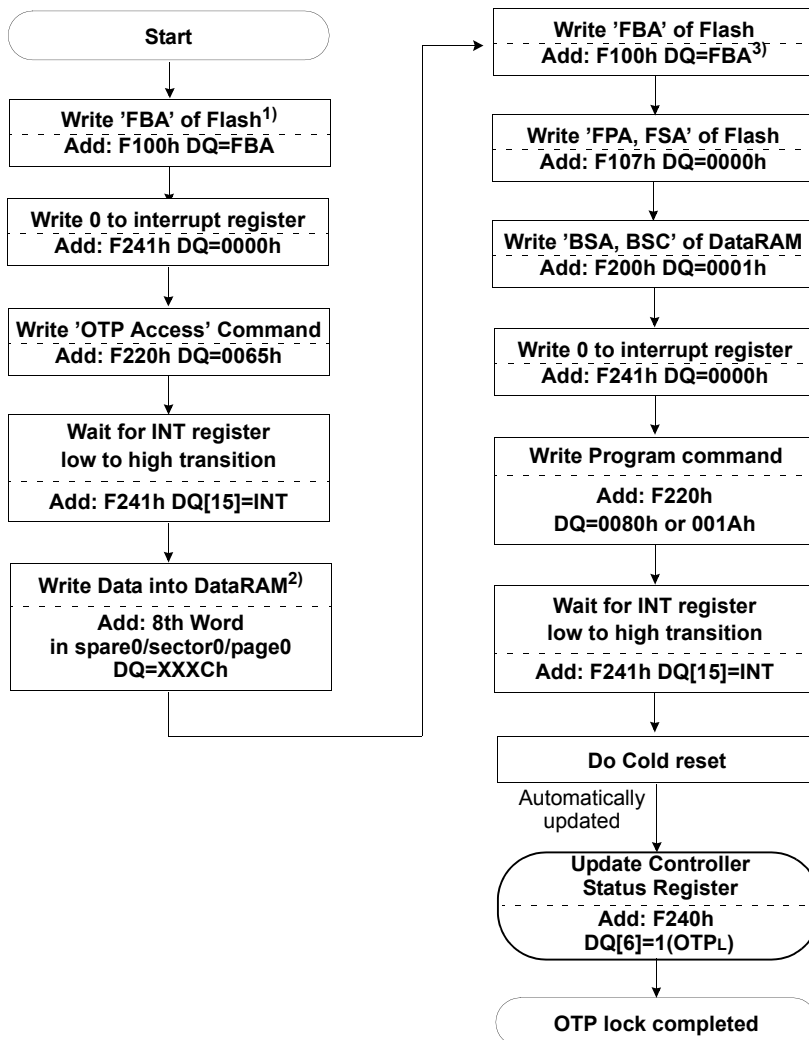 Start
Write ’FBA’ of Flash1)
Add: F100h DQ=FBA
Write 0 to interrupt register
Add: F241h DQ=0000h
Write ’OTP Access’ Command
Add: F220h DQ=0065h
Wait for INT register
low to high transition
Add: F241h DQ[15]=INT
Write Data into DataRAM2)
Add: 8th Word
in spare0/sector0/page0
DQ=XXXCh
Write ’FBA’ of Flash
Add: F100h DQ=FBA3)
Write ’FPA, FSA’ of Flash
Add: F107h DQ=0000h
Write ’BSA, BSC’ of DataRAM
Add: F200h DQ=0001h
Write 0 to interrupt register
Add: F241h DQ=0000h
Write Program command
Add: F220h
DQ=0080h or 001Ah
Wait for INT register
low to high transition
Add: F241h DQ[15]=INT
Do Cold reset
Automatically
updated
Update Controller
Status Register
Add: F240h
DQ[6]=1(OTPL)
OTP lock completed